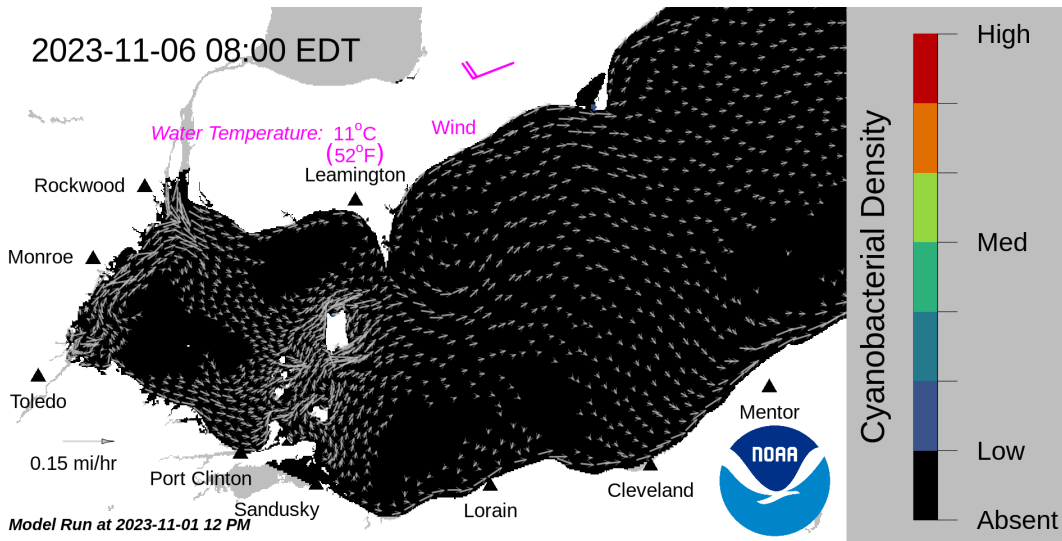 2023-11-06 08:00 EDT
High
Water Temperature: 11°C
(52°F)
Wind
Leamington
Rockwood
Monroe
Cyanobacterial Density
Med
Toledo
Mentor
NOAA
0.15 mi/hr
Low
Port Clinton
Sandusky
Lorain
Cleveland
Model Run at 2023-11-01 12 PM
Absent